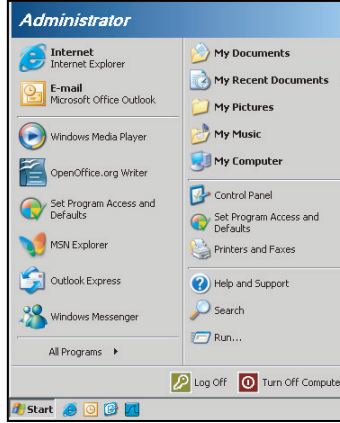 Administrator
Internet
Internet Explorer
E-mail
Microsoft Office Outlook
Windows Media Player
OpenOffice.org Writer
Set Program Access and
Defaults
MSN Explorer
Outlook Express
Windows Messenger
All Programs
My Documents
My Recent Documents
My Pictures
My Music
My Computer
Control Panel
Set Program Access and
Defaults
Printers and Faxes
Help and Support
Search
Run...
Log Off
Turn Off Compute
Start